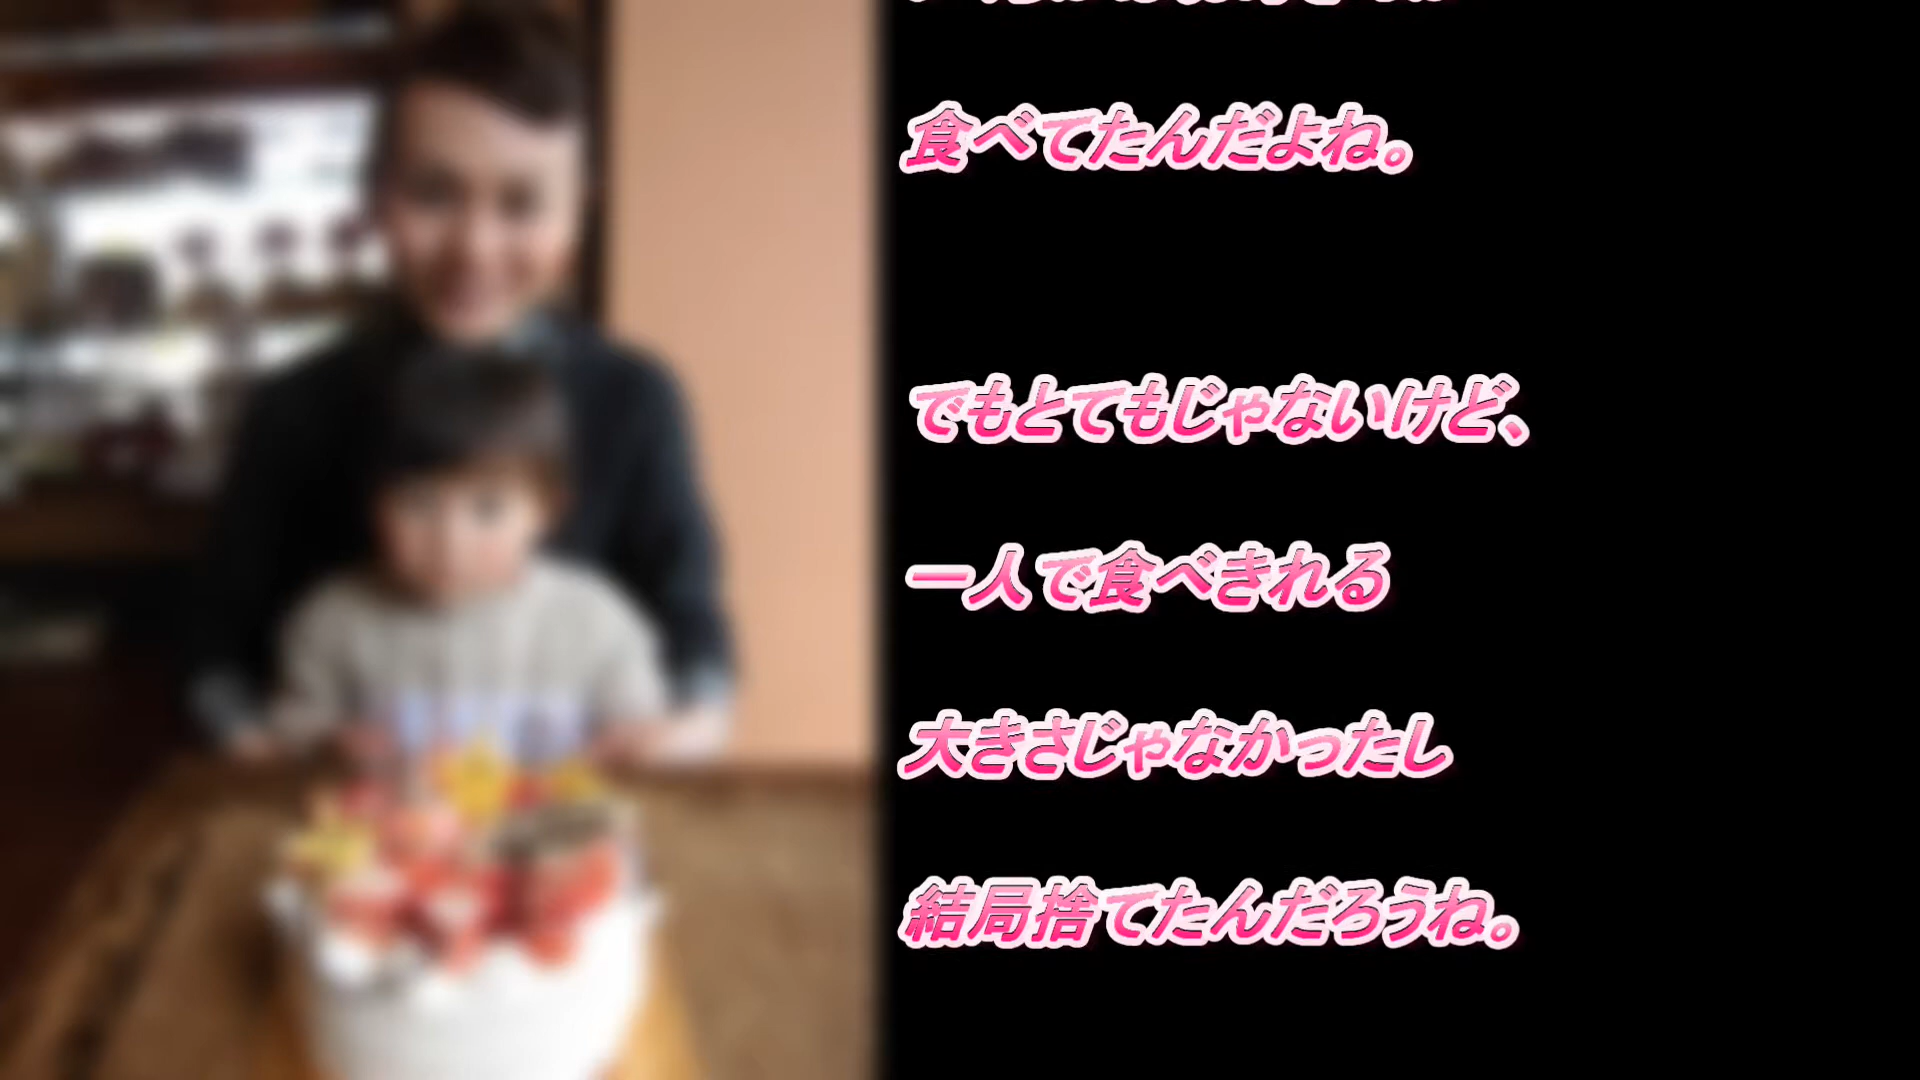 食べてたんだよね。
でもとてもじゃないけど、
一人で食べきれる
大きさじゃなかったし
結局捨てたんだろうね。